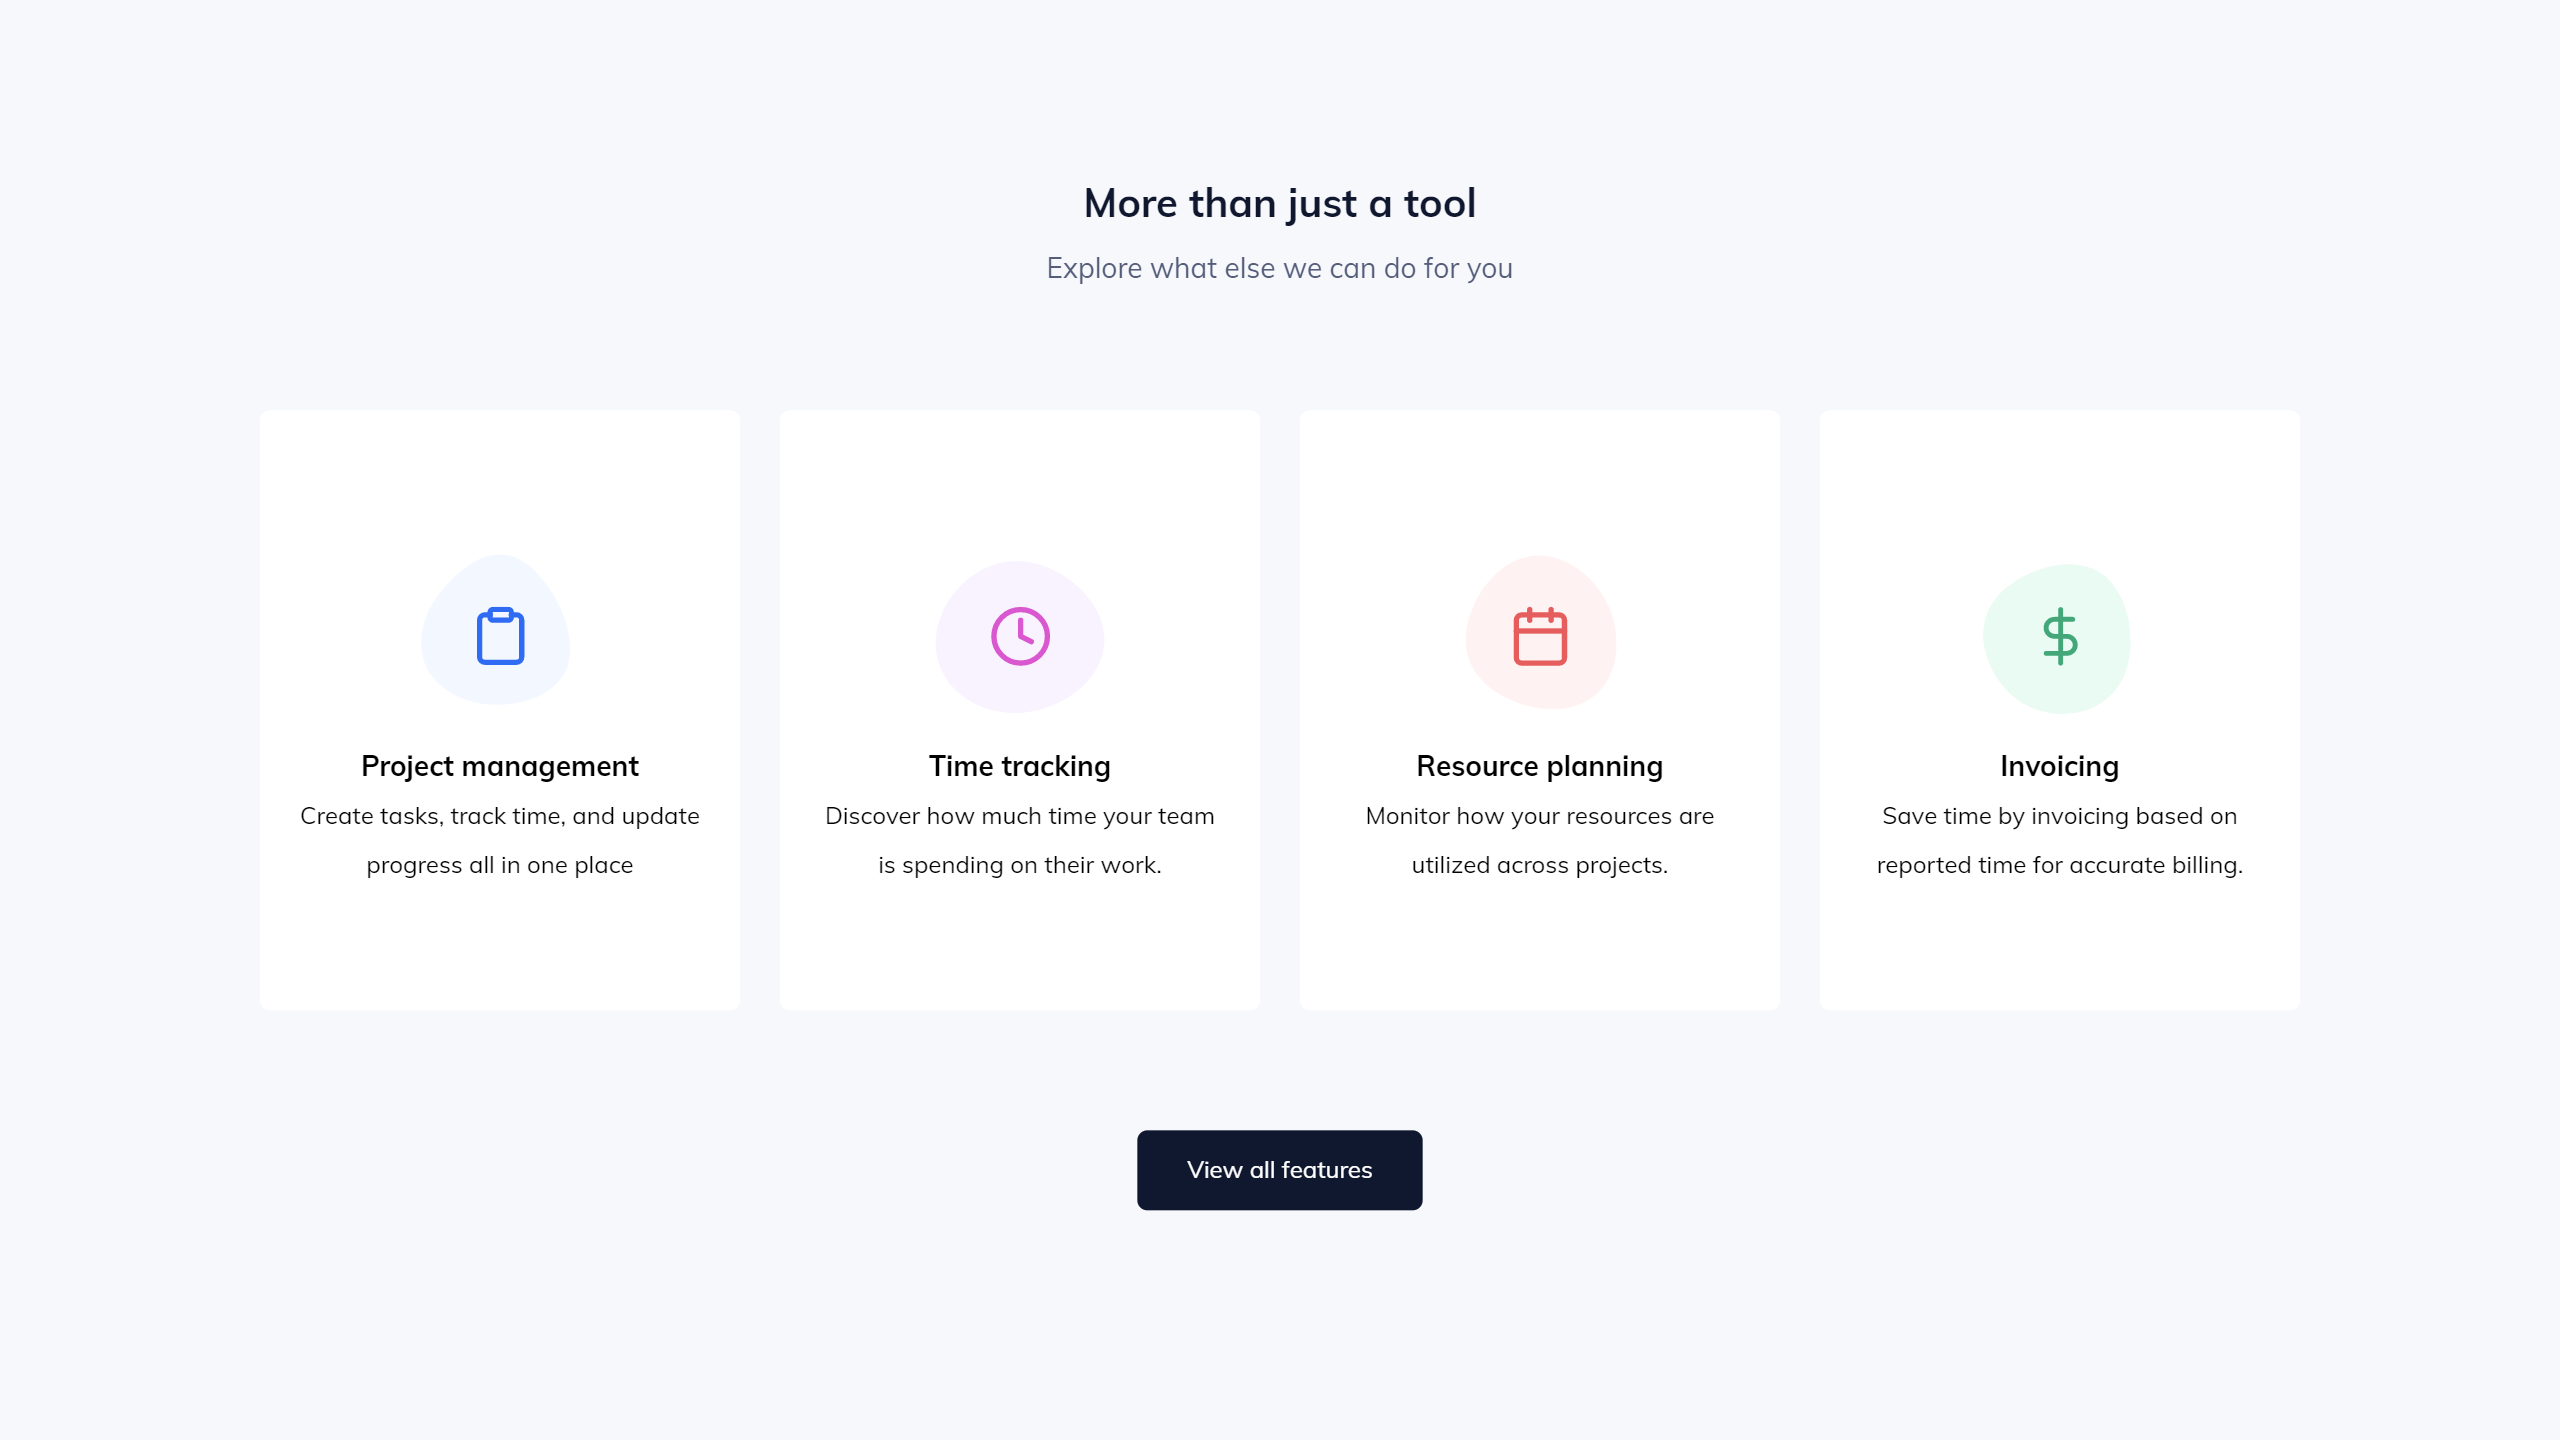 More than just a tool
Explore what else we can do for you
Project management
Create tasks, track time, and update
progress all in one place
Time tracking
Discover how much time your team
is spending on their work.
Resource planning
Monitor how your resources are
utilized across projects.
Invoicing
Save time by invoicing based on
reported time for accurate billing.
View all features